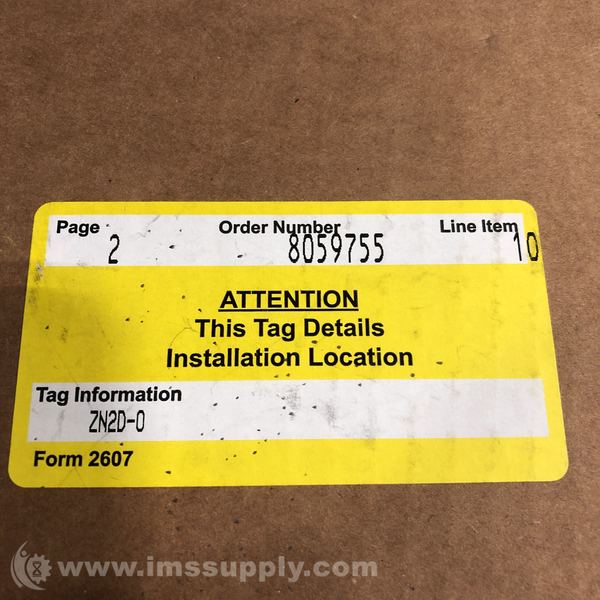 Page Order Number Line Item
2 8059755 10
ATTENTION
This Tag Details
Installation Location
Tag Information
ZN2D-0
Form 2607
www.imssupply.com